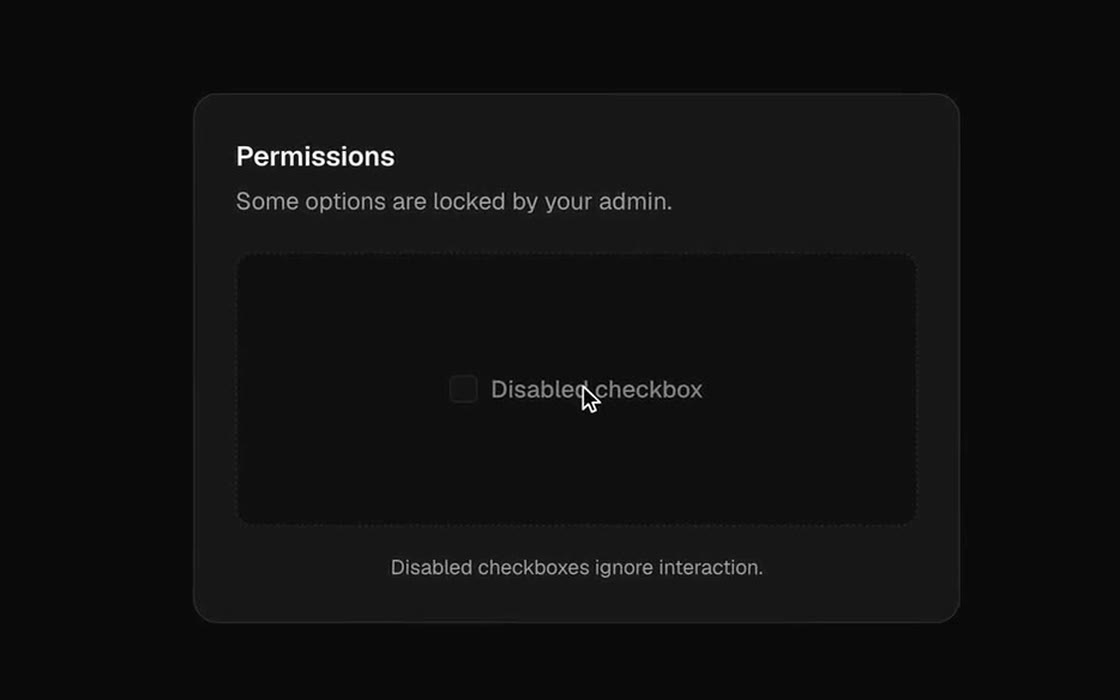 Permissions
Some options are locked by your admin.
Disabled checkbox
Disabled checkboxes ignore interaction.